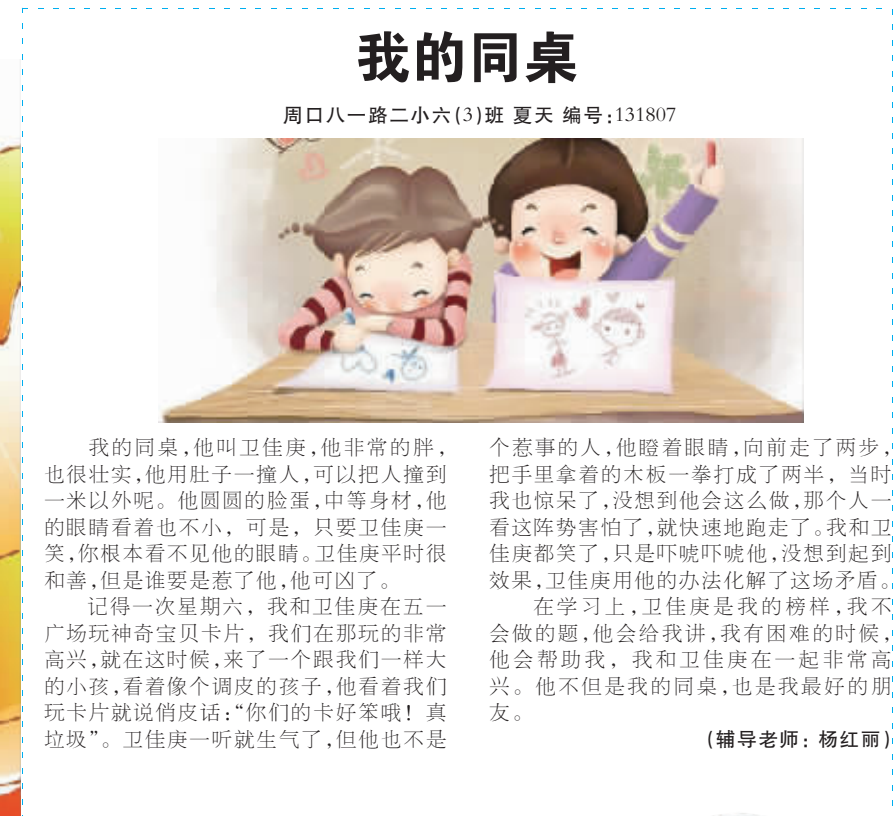 我的同桌
周口八一路二小六(3)班 夏天 编号:131807
我的同桌,他叫卫佳庚,他非常的胖,
也很壮实,他用肚子一撞人,可以把人撞到
一米以外呢。他圆圆的脸蛋,中等身材,他
的眼睛看着也不小，可是，只要卫佳庚一
笑,你根本看不见他的眼睛。卫佳庚平时很
和善,但是谁要是惹了他,他可凶了。
记得一次星期六，我和卫佳庚在五一
广场玩神奇宝贝卡片，我们在那玩的非常
高兴,就在这时候,来了一个跟我们一样大
的小孩,看着像个调皮的孩子,他看着我们
玩卡片就说俏皮话:“你们的卡好笨哦！真
垃圾”。卫佳庚一听就生气了,但他也不是
个惹事的人,他瞪着眼睛,向前走了两步,
把手里拿着的木板一拳打成了两半，当时
我也惊呆了,没想到他会这么做,那个人一
看这阵势害怕了,就快速地跑走了。我和卫
佳庚都笑了,只是吓唬吓唬他,没想到起到
效果,卫佳庚用他的办法化解了这场矛盾。
在学习上,卫佳庚是我的榜样,我不
会做的题,他会给我讲,我有困难的时候,
他会帮助我，我和卫佳庚在一起非常高
兴。他不但是我的同桌,也是我最好的朋
友。
(辅导老师：杨红丽)